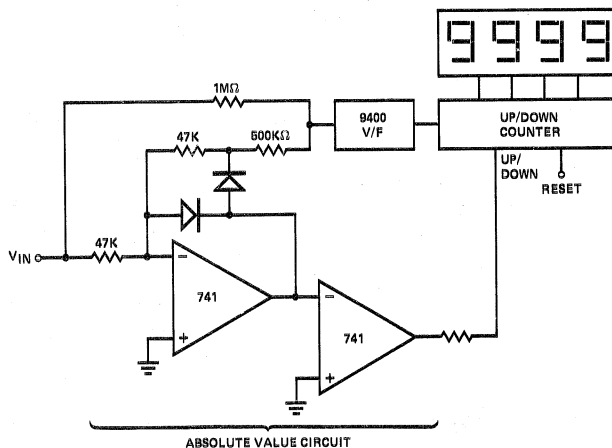 9999
1MΩ
9400
V/F
UP/DOWN
COUNTER
47K
500KΩ
UP/
DOWN
RESET
VIN
47K
−
+
741
−
+
741
ABSOLUTE VALUE CIRCUIT